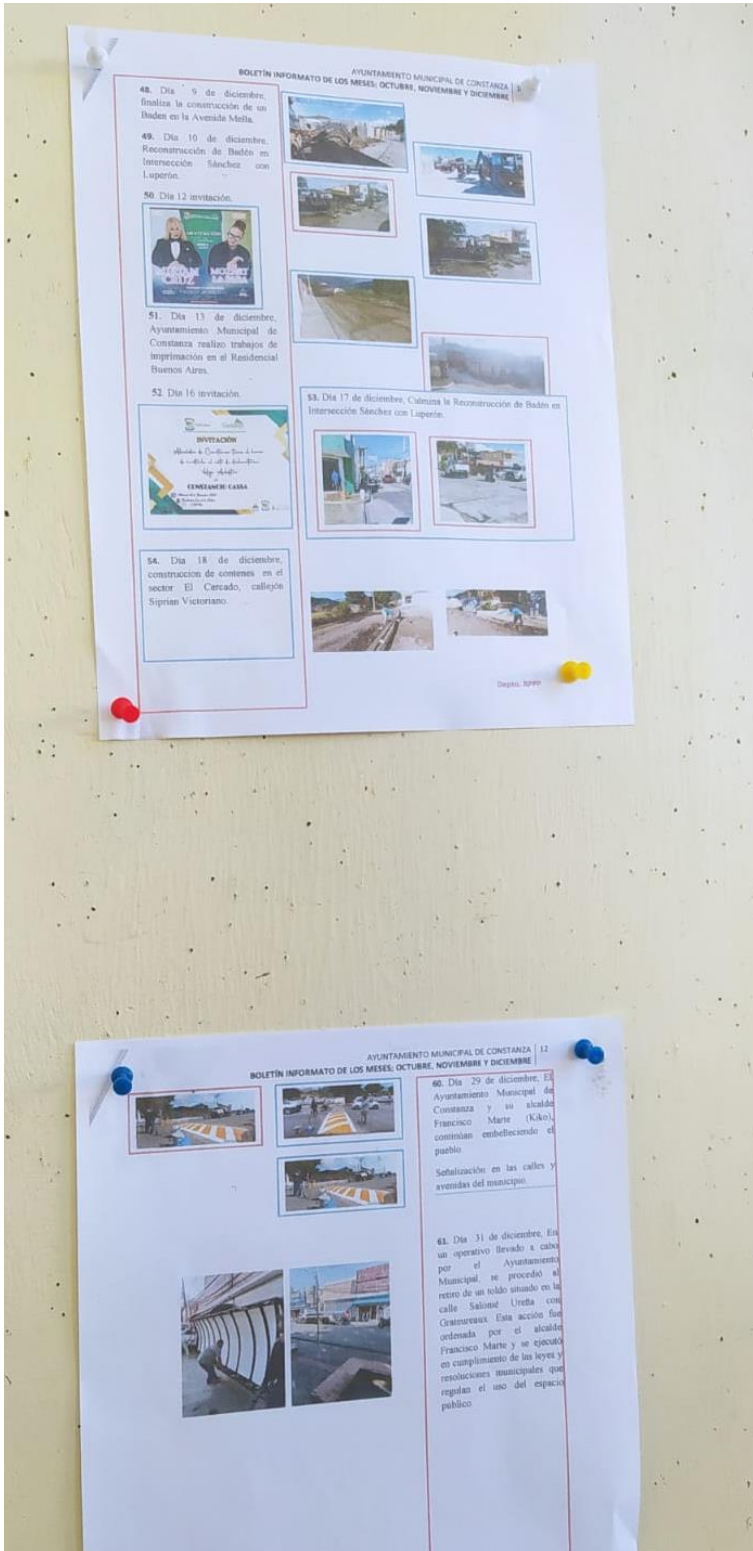 AYUNTAMIENTO MUNICIPAL DE CONSTANZA
BOLETÍN INFORMATO DE LOS MESES; OCTUBRE, NOVIEMBRE Y DICIEMBRE
48. Día 9 de diciembre,
finaliza la construcción de un
Baden en la Avenida Mella.
49. Día 10 de diciembre,
Reconstrucción de Badén en
Intersección Sánchez con
Luperón.
50. Día 12 invitación.
MIRIAM
CRUZ
MOZART
LA PARA
51. Día 13 de diciembre,
Ayuntamiento Municipal de
Constanza realizo trabajos de
imprimación en el Residencial
Buenos Aires.
52. Día 16 invitación.
INVITACIÓN
CONSTANCIO CASSA
53. Día 17 de diciembre, Culmina la Reconstrucción de Badén en
Intersección Sánchez con Luperón.
54. Día 18 de diciembre,
construccion de contenes en el
sector El Cercado, callejón
Siprian Victoriano.
Depto.
AYUNTAMIENTO MUNICIPAL DE CONSTANZA | 12
BOLETÍN INFORMATO DE LOS MESES; OCTUBRE, NOVIEMBRE Y DICIEMBRE
60. Día 29 de diciembre, El
Ayuntamiento Municipal de
Constanza y su alcalde
Francisco Marte (Kiko),
continúan embelleciendo el
pueblo
Señalización en las calles y
avenidas del municipio.
61. Día 31 de diciembre, En
un operativo llevado a cabo
por el Ayuntamiento
Municipal, se procedió al
retiro de un toldo situado en la
calle Salomé Ureña con
Grateureaux. Esta acción fue
ordenada por el alcalde
Francisco Marte y se ejecutó
en cumplimiento de las leyes y
resoluciones municipales que
regulan el uso del espacio
público.